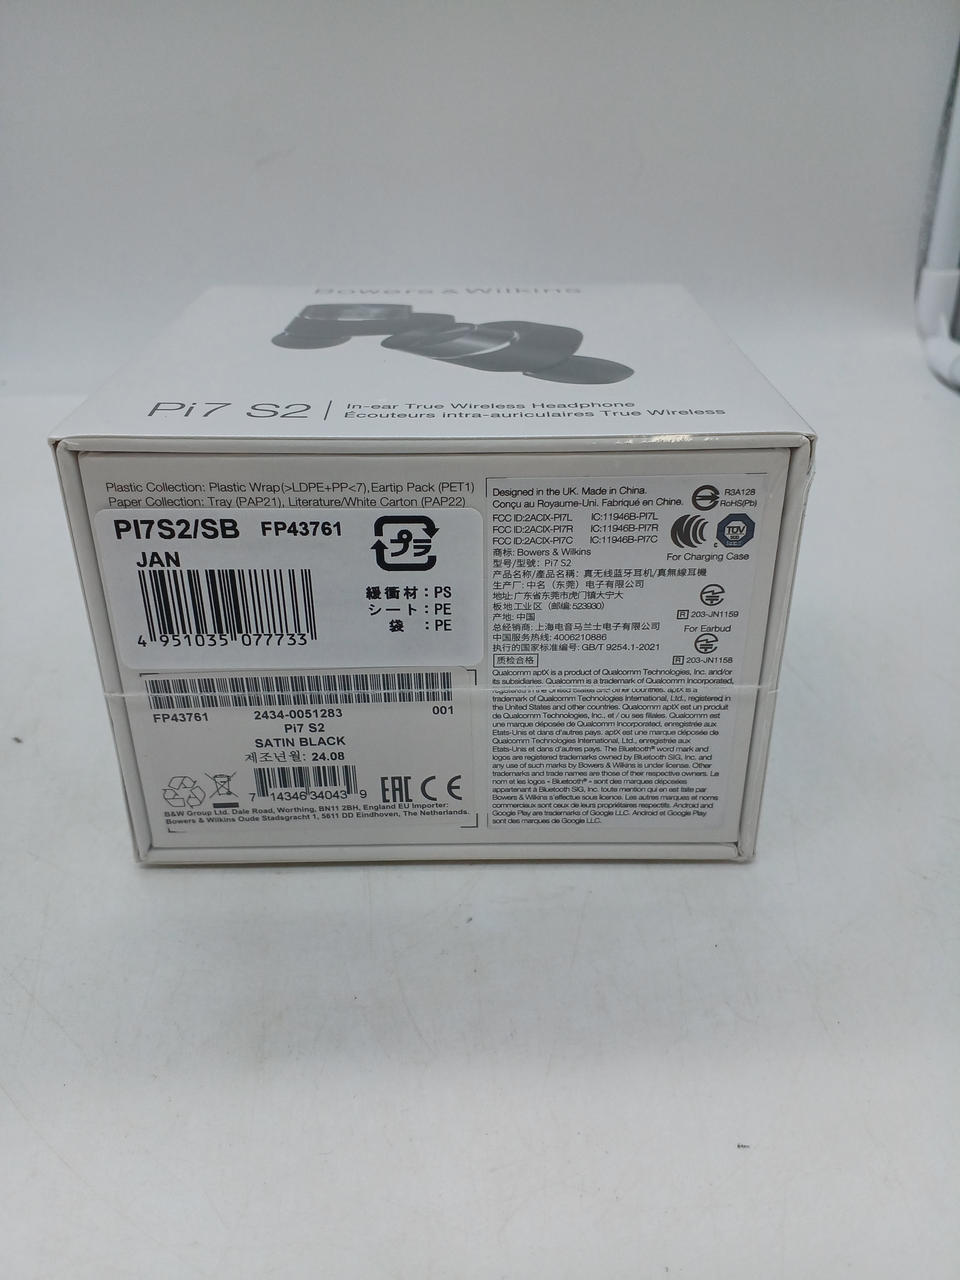 Bowers & Wilkins
Pi7 S2
In-ear True Wireless Headphone
Écouteurs intra-auriculaires True Wireless
Plastic Collection: Plastic Wrap(>LDPE+PP<7),Eartip Pack (PET1)
Paper Collection: Tray (PAP21), Literature/White Carton (PAP22)
PI7S2/SB FP43761
JAN
4 951035 077733
プラ
緩衝材:PS
シート:PE
袋:PE
FP43761 2434-0051283 001
Pi7 S2
SATIN BLACK
제조년월: 24.08
7 14346 34043 9
EAC CE
B&W Group Ltd. Dale Road, Worthing, BN11 2BH, England EU Importer:
Bowers & Wilkins Oude Stadsgracht 1, 5611 DD Eindhoven, The Netherlands.
Designed in the UK. Made in China.
Conçu au Royaume-Uni. Fabriqué en Chine.
R3A128
RoHS(Pb)
FCC ID:2ACIX-PI7L IC:11946B-PI7L
FCC ID:2ACIX-PI7R IC:11946B-PI7R
FCC ID:2ACIX-PI7C IC:11946B-PI7C
TÜV
SÜD
For Charging Case
商标: Bowers & Wilkins
型号/型號: Pi7 S2
产品名称/產品名稱: 真无线蓝牙耳机/真無線耳機
生产厂: 中名(东莞)电子有限公司
地址:广东省东莞市虎门镇大宁大
板地工业区(邮编:523930)
产地: 中国
总经销商: 上海电音马兰士电子有限公司
中国服务热线: 4006210886
执行的国家标准编号: GB/T 9254.1-2021
质检合格
R 203-JN1159
For Earbud
R 203-JN1158
Qualcomm aptX is a product of Qualcomm Technologies, Inc. and/or
its subsidiaries. Qualcomm is a trademark of Qualcomm Incorporated,
registered in the United States and other countries. aptX is a
trademark of Qualcomm Technologies International, Ltd., registered in
the United States and other countries. Qualcomm aptX est un produit
de Qualcomm Technologies, Inc., et / ou ses filiales. Qualcomm est
une marque déposée de Qualcomm Incorporated, enregistrée aux
Etats-Unis et dans d'autres pays. aptX est une marque déposée de
Qualcomm Technologies International, Ltd., enregistrée aux
Etats-Unis et dans d'autres pays. The Bluetooth® word mark and
logos are registered trademarks owned by Bluetooth SIG, Inc. and
any use of such marks by Bowers & Wilkins is under license. Other
trademarks and trade names are those of their respective owners. Le
nom et les logos « Bluetooth® » sont des marques déposées
appartenant à Bluetooth SIG, Inc. toute mention qui en est faite par
Bowers & Wilkins s'effectue sous licence. Les autres marques et noms
commerciaux sont ceux de leurs propriétaires respectifs. Android and
Google Play are trademarks of Google LLC. Android et Google Play
sont des marques de Google LLC.